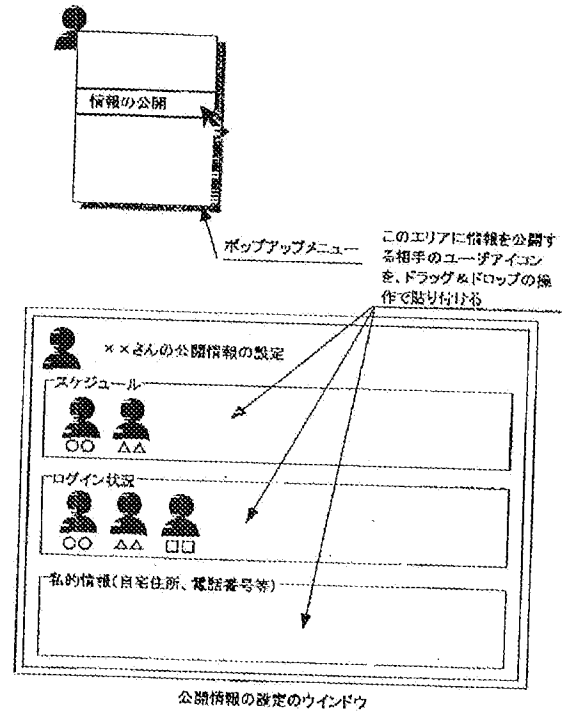 情報の公開
ポップアップメニュー
このエリアに情報を公開す
る相手のユーザアイコン
を、ドラッグ&ドロップの操
作で貼り付ける
××さんの公開情報の設定
スケジュール
○○ △△
ログイン状況
○○ △△ □□
私的情報(自宅住所、電話番号等)
公開情報の設定のウインドウ